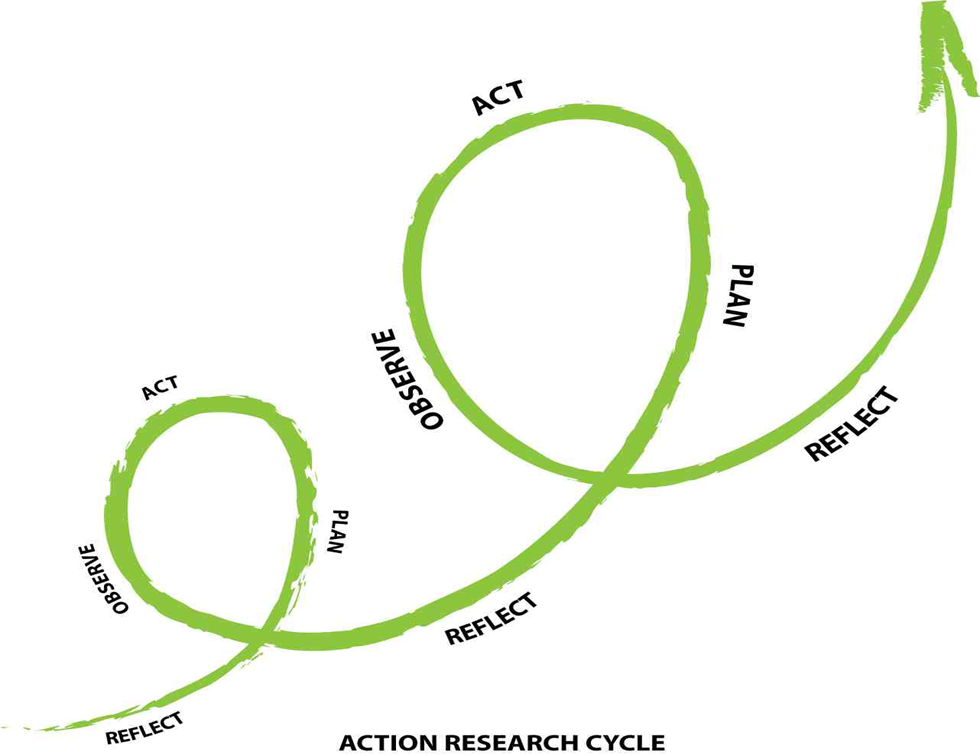 REFLECT
PLAN
ACT
OBSERVE
REFLECT
PLAN
ACT
OBSERVE
REFLECT
ACTION RESEARCH CYCLE